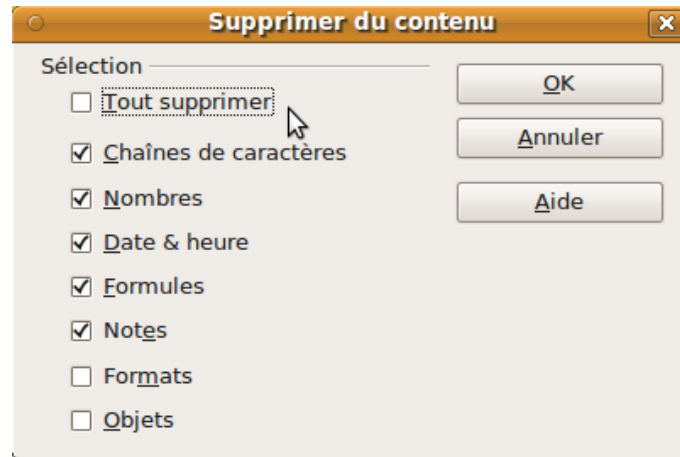 Supprimer du contenu
Sélection
Tout supprimer
Chaînes de caractères
Nombres
Date & heure
Formules
Notes
Formats
Objets
OK
Annuler
Aide